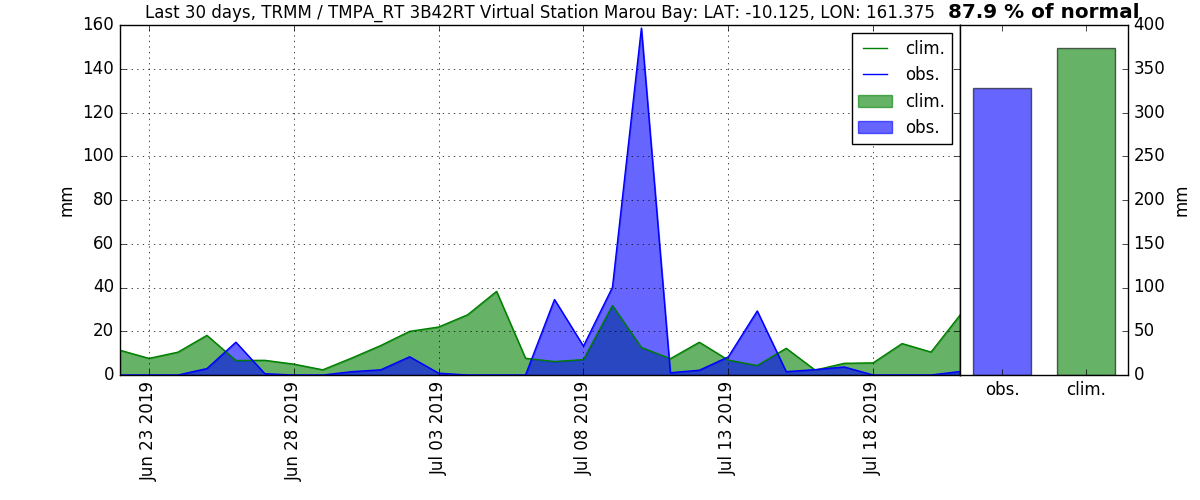 Last 30 days, TRMM / TMPA_RT 3B42RT Virtual Station Marou Bay: LAT: -10.125, LON: 161.375 87.9 % of normal
160
140
120
100
80
60
40
20
0
mm
clim.
obs.
clim.
obs.
400
350
300
250
200
150
100
50
0
mm
obs. clim.
Jun 23 2019
Jun 28 2019
Jul 03 2019
Jul 08 2019
Jul 13 2019
Jul 18 2019